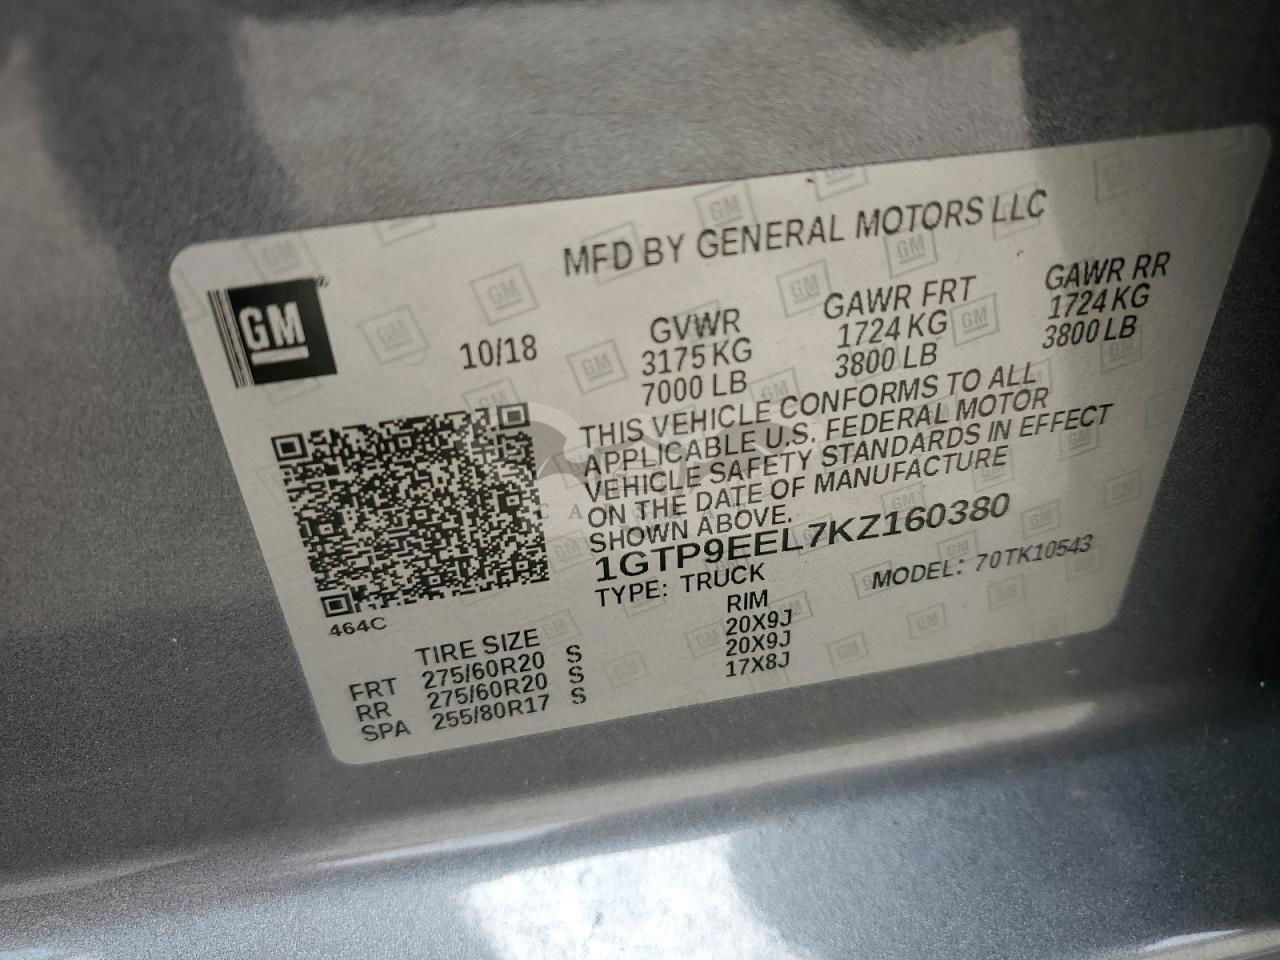 MFD BY GENERAL MOTORS LLC
GM
10/18
GVWR GAWR FRT GAWR RR
3175 KG 1724 KG 1724 KG
7000 LB 3800 LB 3800 LB
THIS VEHICLE CONFORMS TO ALL
APPLICABLE U.S. FEDERAL MOTOR
VEHICLE SAFETY STANDARDS IN EFFECT
ON THE DATE OF MANUFACTURE
SHOWN ABOVE.
1GTP9EEL7KZ160380
TYPE: TRUCK MODEL: 70TK10543
464C
TIRE SIZE RIM
FRT 275/60R20 S 20X9J
RR 275/60R20 S 20X9J
SPA 255/80R17 S 17X8J